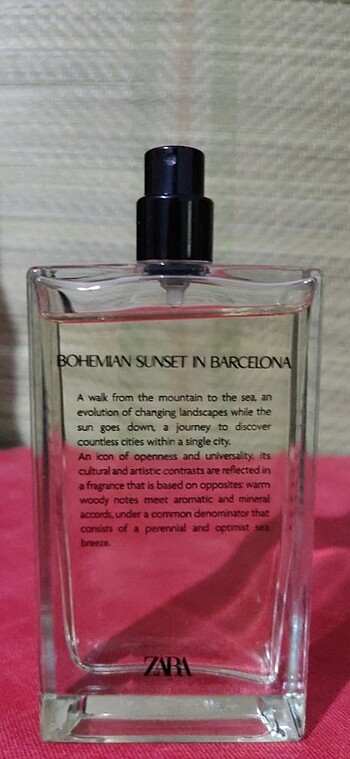 BOHEMIAN SUNSET IN BARCELONA
A walk from the mountain to the sea, an
evolution of changing landscapes while the
sun goes down, a journey to discover
countless cities within a single city.
An icon of openness and universality. Its
cultural and artistic contrasts are reflected in
a fragrance that is based on opposites: warm
woody notes meet aromatic and mineral
accords, under a common denominator that
consists of a perennial and optimist sea
breeze.
ZARA